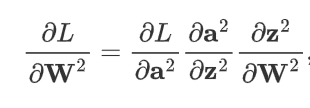 ∂L/∂𝐖² = ∂L/∂𝐚² ∂𝐚²/∂𝐳² ∂𝐳²/∂𝐖²,